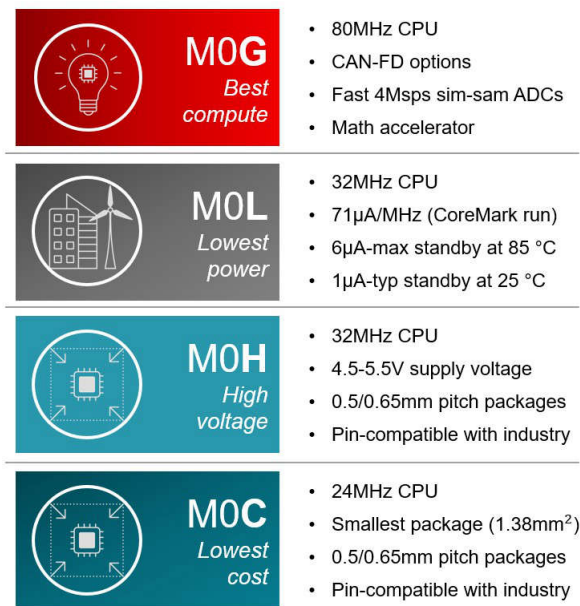 M0G
Best
compute
• 80MHz CPU
• CAN-FD options
• Fast 4Msps sim-sam ADCs
• Math accelerator
M0L
Lowest
power
• 32MHz CPU
• 71µA/MHz (CoreMark run)
• 6µA-max standby at 85 °C
• 1µA-typ standby at 25 °C
M0H
High
voltage
• 32MHz CPU
• 4.5-5.5V supply voltage
• 0.5/0.65mm pitch packages
• Pin-compatible with industry
M0C
Lowest
cost
• 24MHz CPU
• Smallest package (1.38mm²)
• 0.5/0.65mm pitch packages
• Pin-compatible with industry